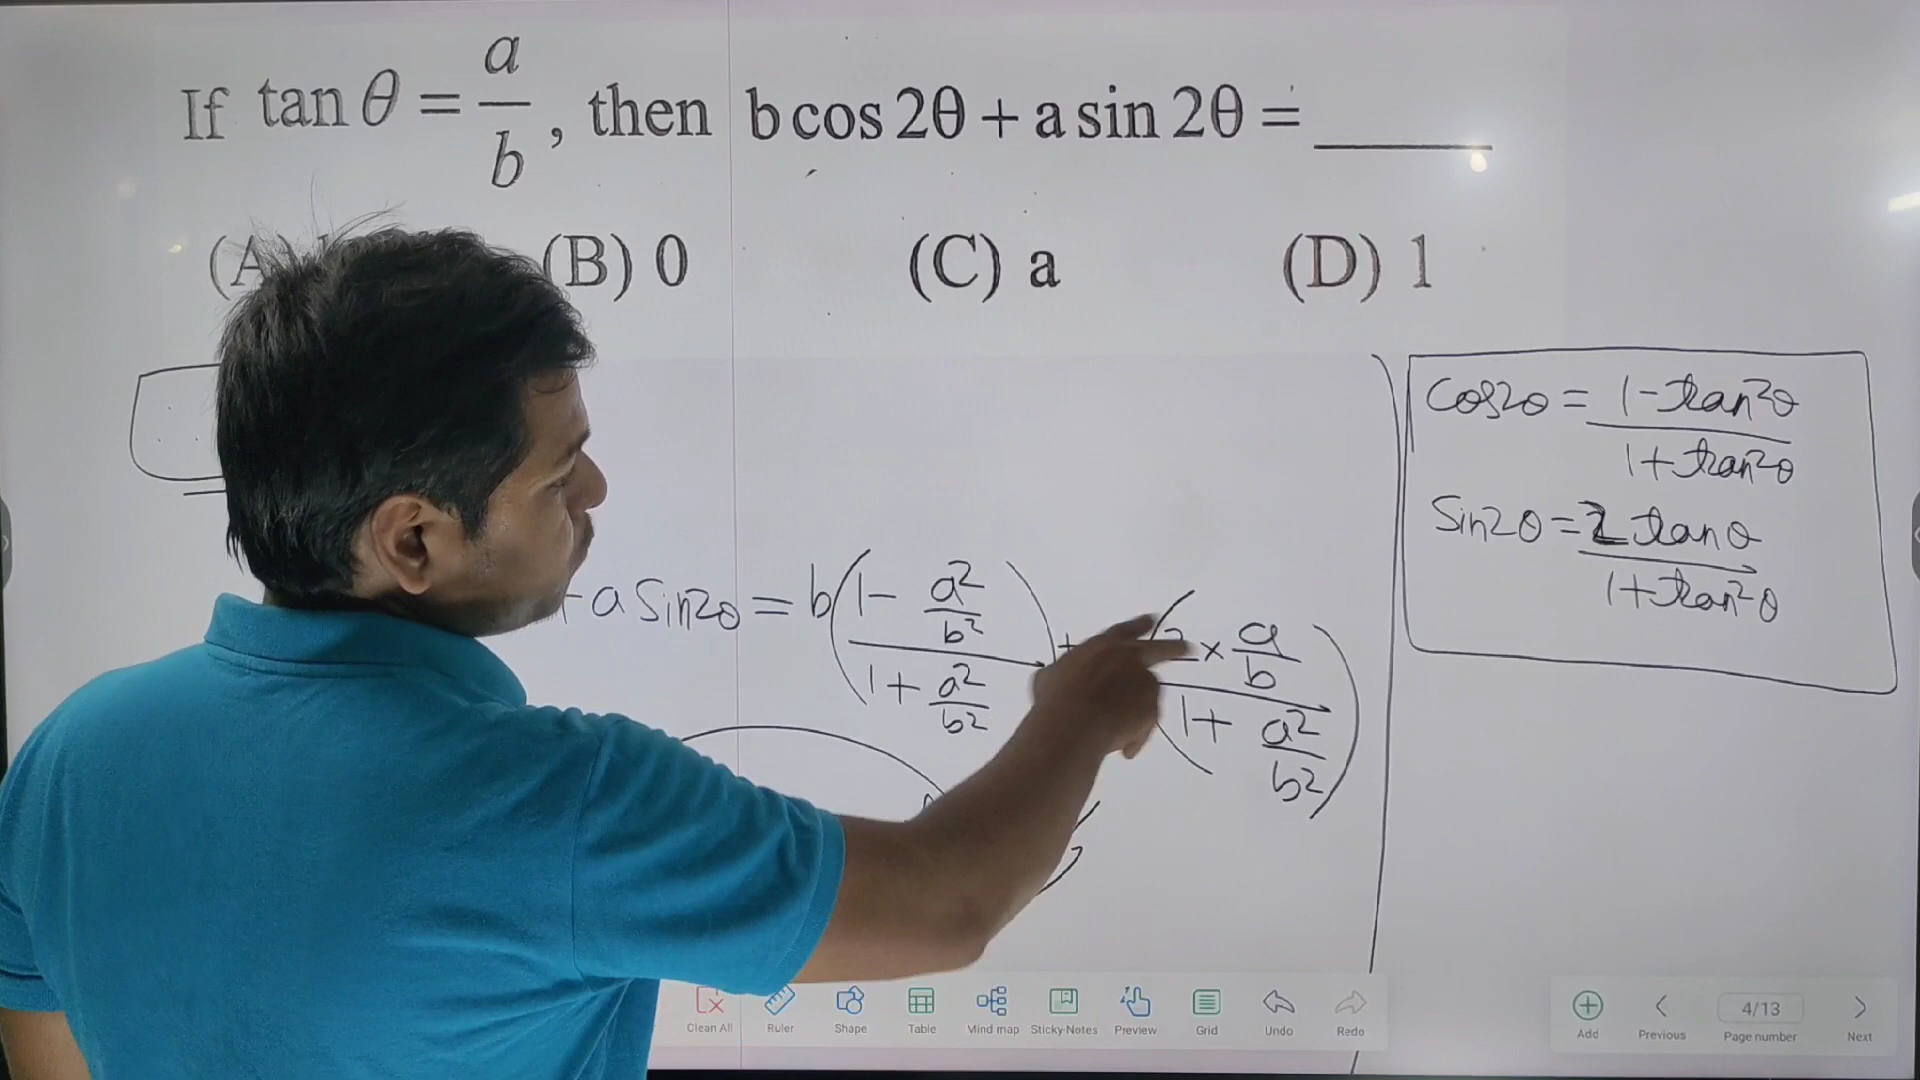 If tan θ = a/b, then b cos 2θ + a sin 2θ = ______
(A) (B) 0 (C) a (D) 1
cos2θ = 1-tan²θ / 1+tan²θ
Sin2θ = 2 tanθ / 1+tan²θ
+ a Sin2θ = b(1 - a²/b² / 1 + a²/b²) + (2 × a/b / 1 + a²/b²)
Clean All Ruler Shape Table Mind map Sticky Notes Preview Grid Undo Redo
Add Previous 4/13 Page number Next